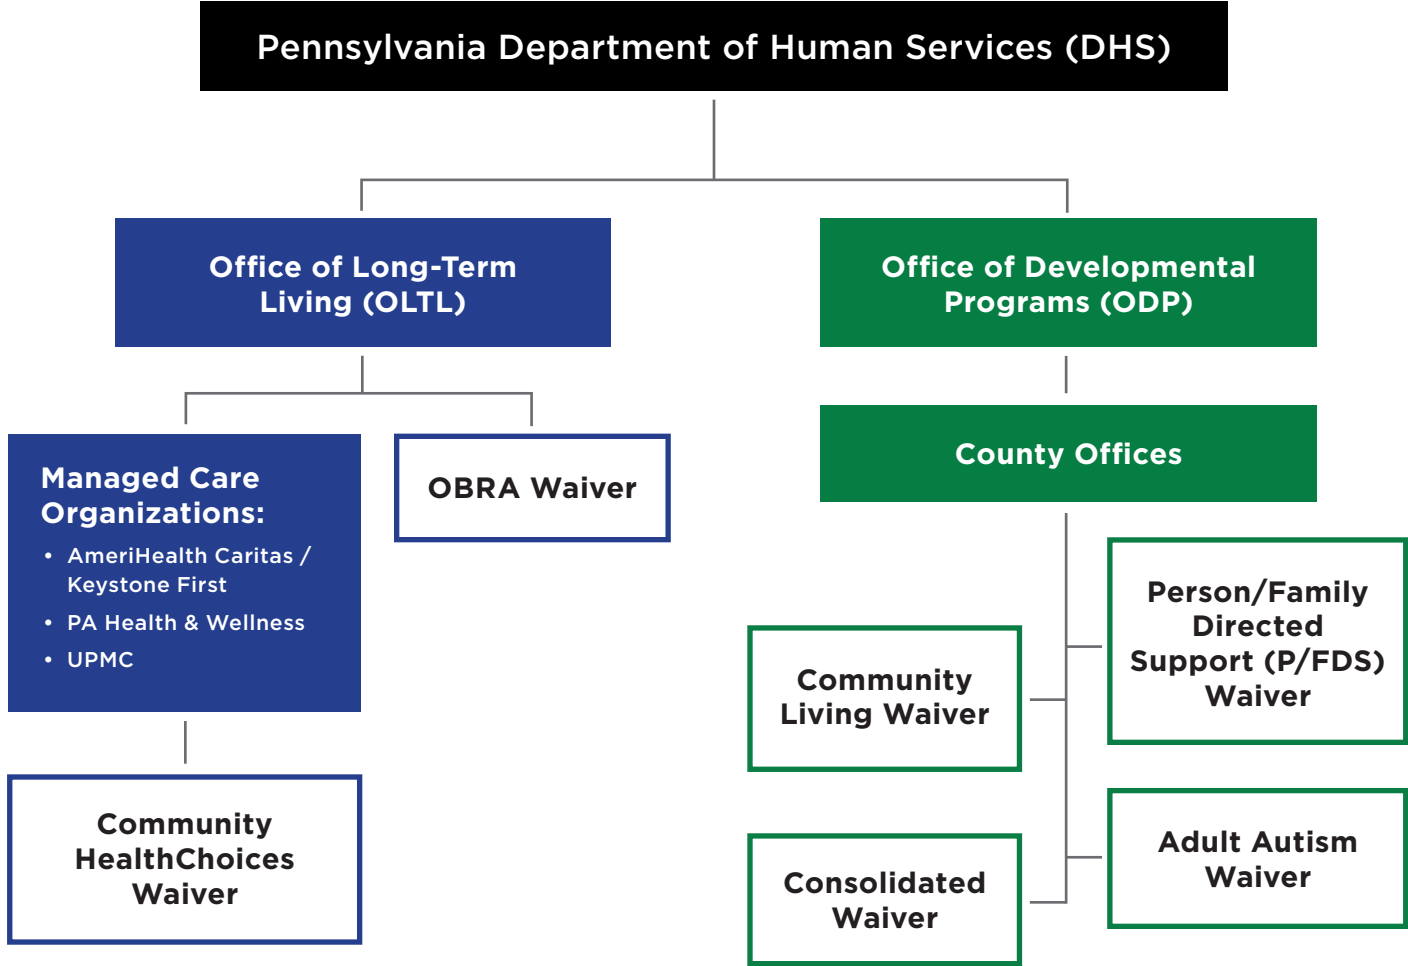 Pennsylvania Department of Human Services (DHS)
Office of Long-Term
Living (OLTL)
Office of Developmental
Programs (ODP)
Managed Care
Organizations:
• AmeriHealth Caritas /
Keystone First
• PA Health & Wellness
• UPMC
OBRA Waiver
Community
HealthChoices
Waiver
County Offices
Person/Family
Directed
Support (P/FDS)
Waiver
Community
Living Waiver
Adult Autism
Waiver
Consolidated
Waiver